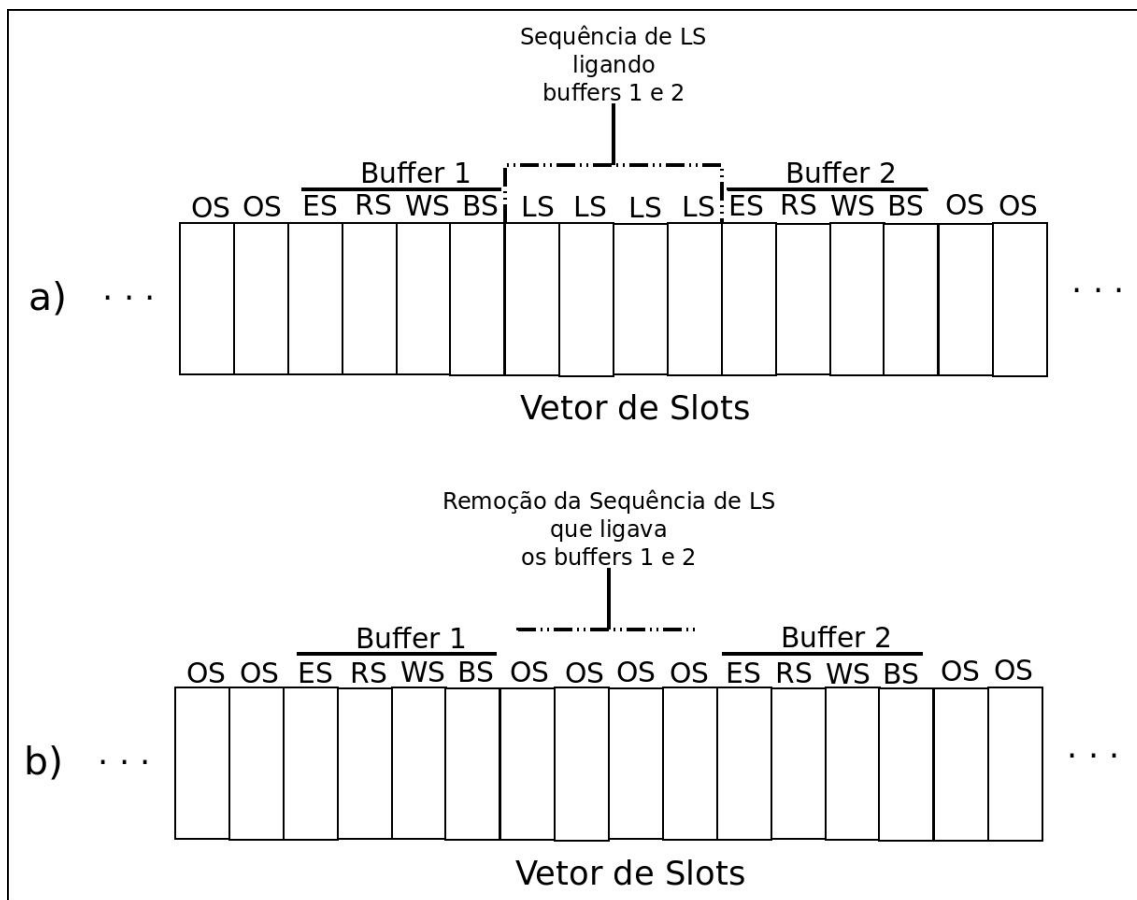 Sequência de LS
ligando
buffers 1 e 2
Buffer 1 Buffer 2
OS OS ES RS WS BS LS LS LS LS ES RS WS BS OS OS
a) . . . . . .
Vetor de Slots
Remoção da Sequência de LS
que ligava
os buffers 1 e 2
Buffer 1 Buffer 2
OS OS ES RS WS BS OS OS OS OS ES RS WS BS OS OS
b) . . . . . .
Vetor de Slots